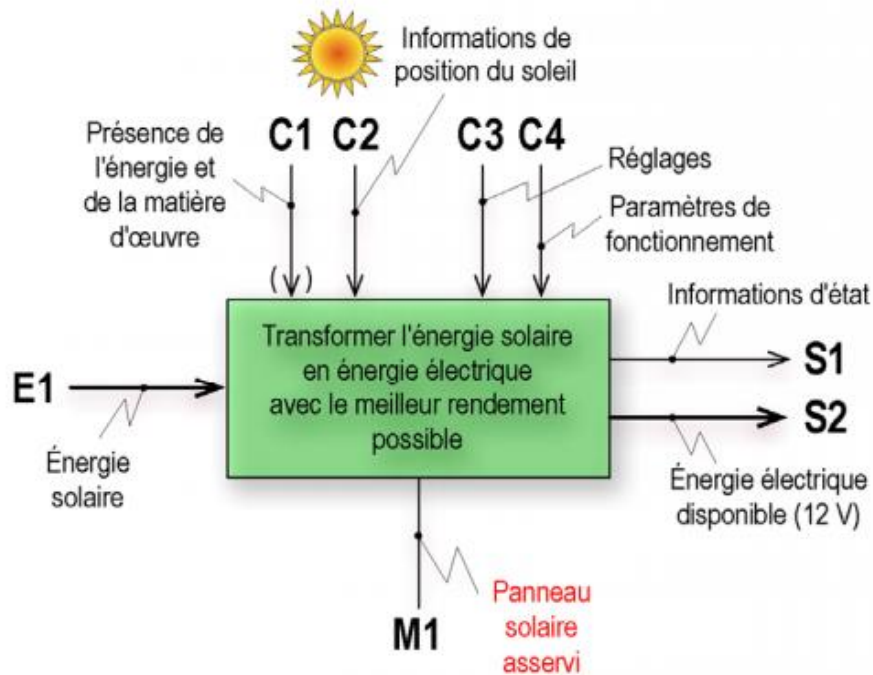 Informations de
position du soleil
Présence de
l'énergie et
de la matière
d'œuvre
C1 C2 C3 C4
Réglages
Paramètres de
fonctionnement
( )
Transformer l'énergie solaire
en énergie électrique
avec le meilleur rendement
possible
Informations d'état
S1
E1
S2
Énergie
solaire
Énergie électrique
disponible (12 V)
Panneau
solaire
asservi
M1